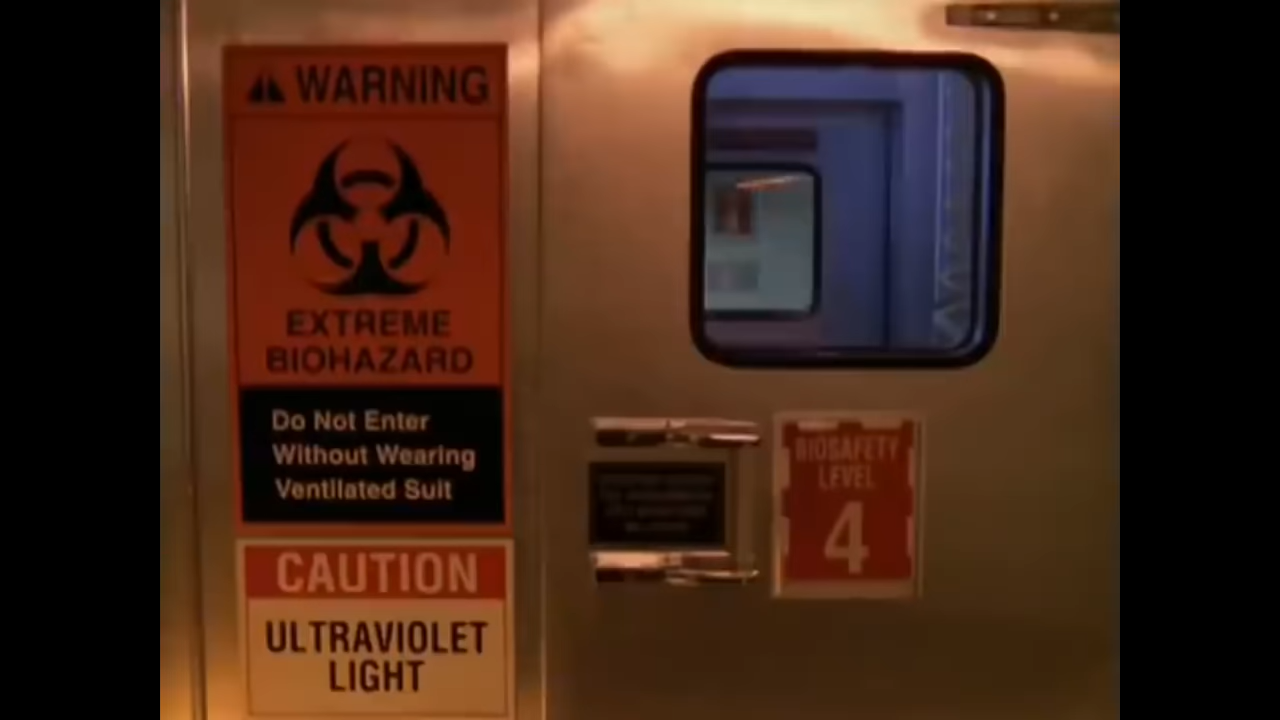 WARNING
EXTREME
BIOHAZARD
Do Not Enter
Without Wearing
Ventilated Suit
CAUTION
ULTRAVIOLET
LIGHT
BIOSAFETY
LEVEL
4